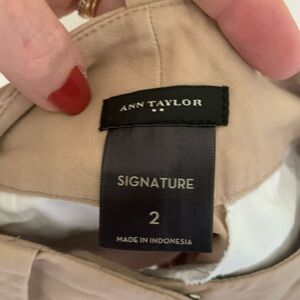 ANN TAYLOR
SIGNATURE
2
MADE IN INDONESIA